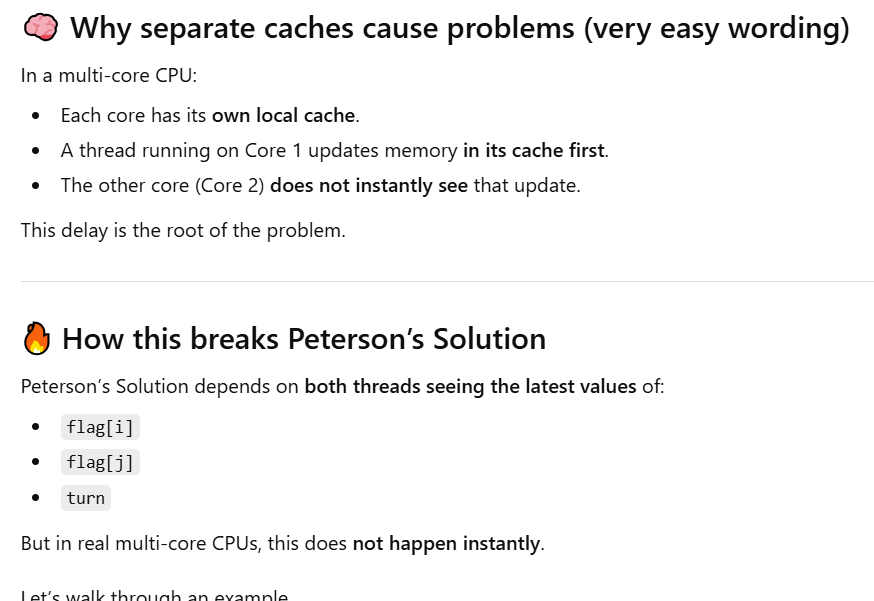 🧠 Why separate caches cause problems (very easy wording)
In a multi-core CPU:
• Each core has its own local cache.
• A thread running on Core 1 updates memory in its cache first.
• The other core (Core 2) does not instantly see that update.
This delay is the root of the problem.
🔥 How this breaks Peterson’s Solution
Peterson’s Solution depends on both threads seeing the latest values of:
• flag[i]
• flag[j]
• turn
But in real multi-core CPUs, this does not happen instantly.
Let’s walk through an example